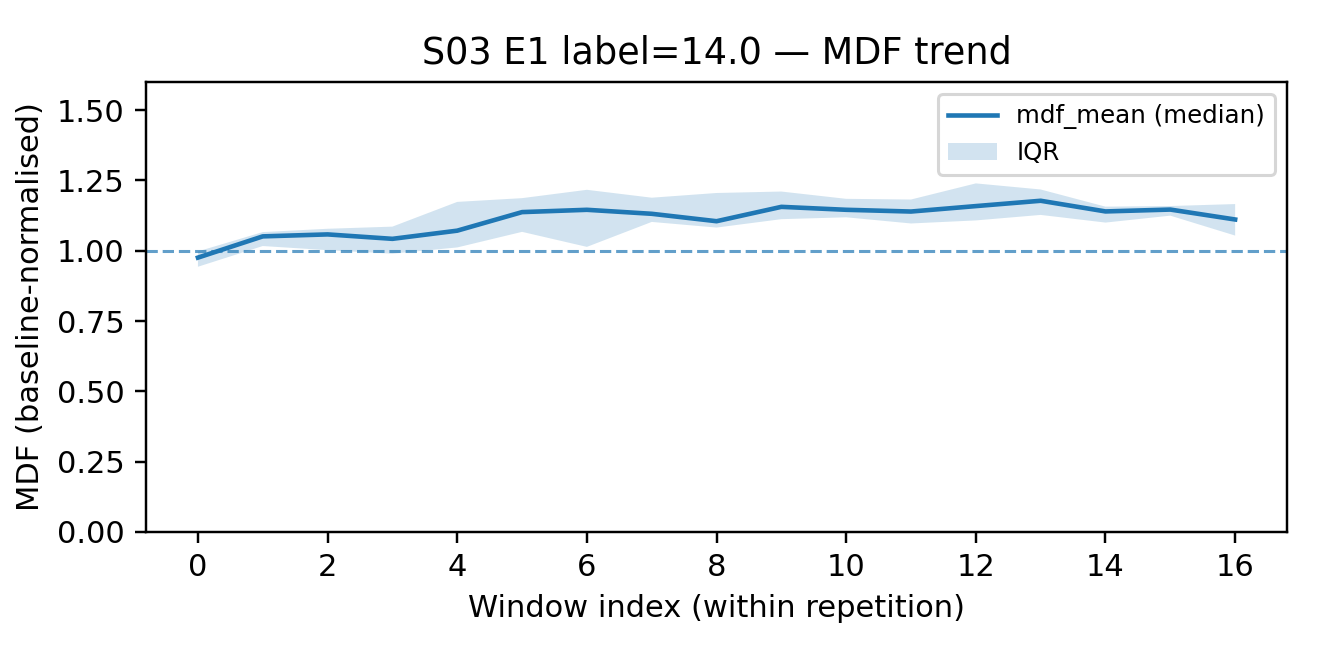 S03 E1 label=14.0 — MDF trend
MDF (baseline-normalised)
1.50
1.25
1.00
0.75
0.50
0.25
0.00
mdf_mean (median)
IQR
0 2 4 6 8 10 12 14 16
Window index (within repetition)